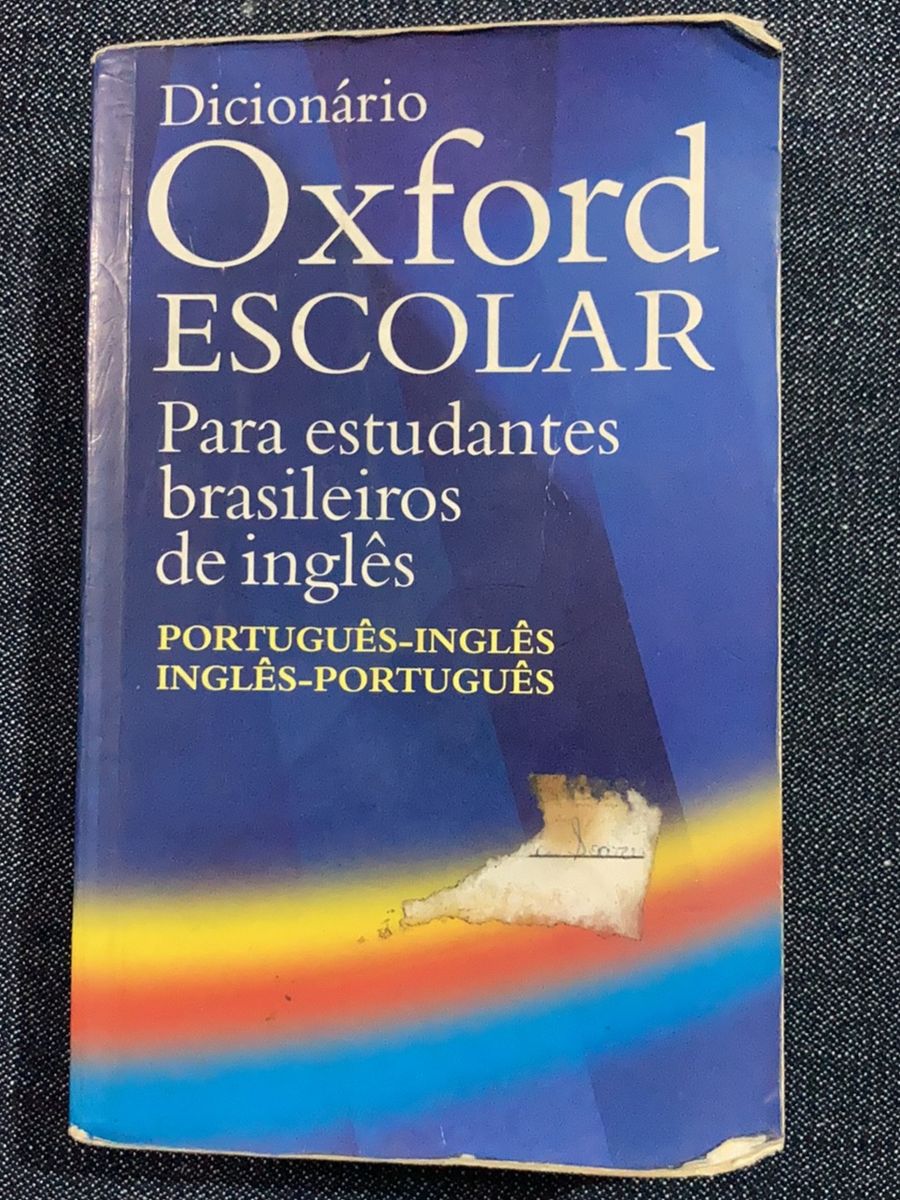 Dicionário
Oxford
ESCOLAR
Para estudantes
brasileiros
de inglês
PORTUGUÊS-INGLÊS
INGLÊS-PORTUGUÊS